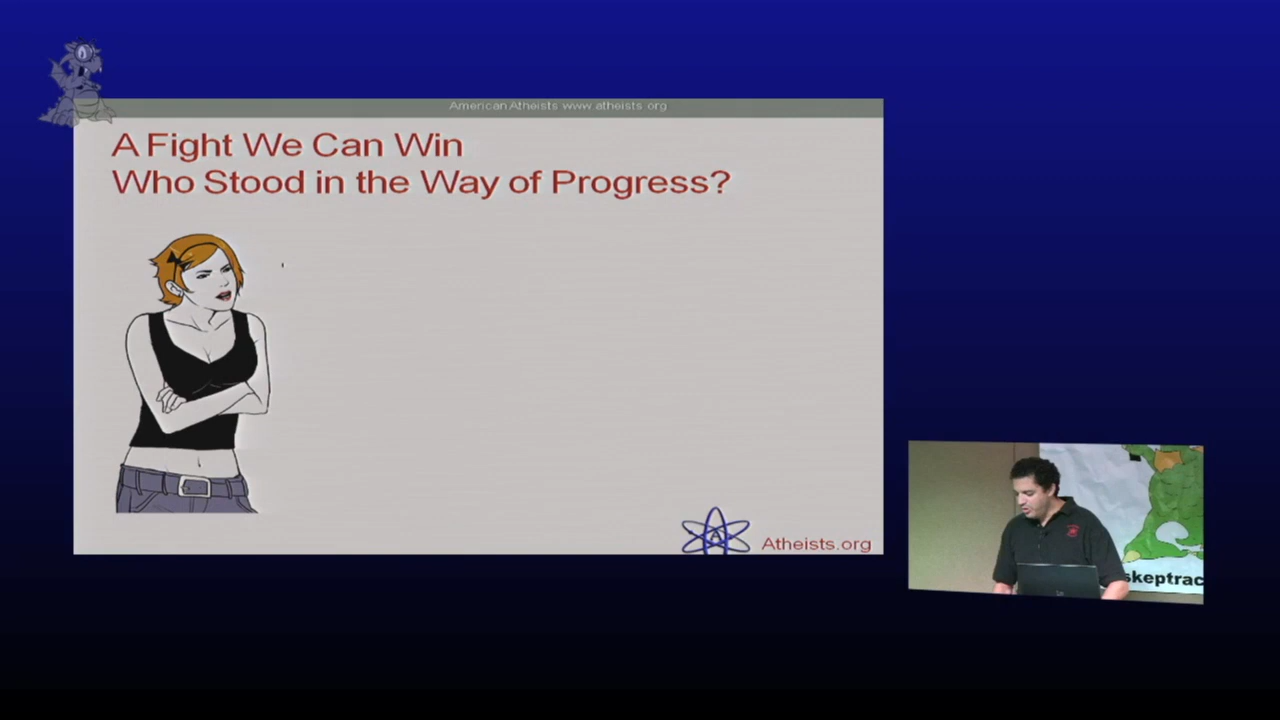 American Atheists www.atheists.org
A Fight We Can Win
Who Stood in the Way of Progress?
A
Atheists.org
skeptrac